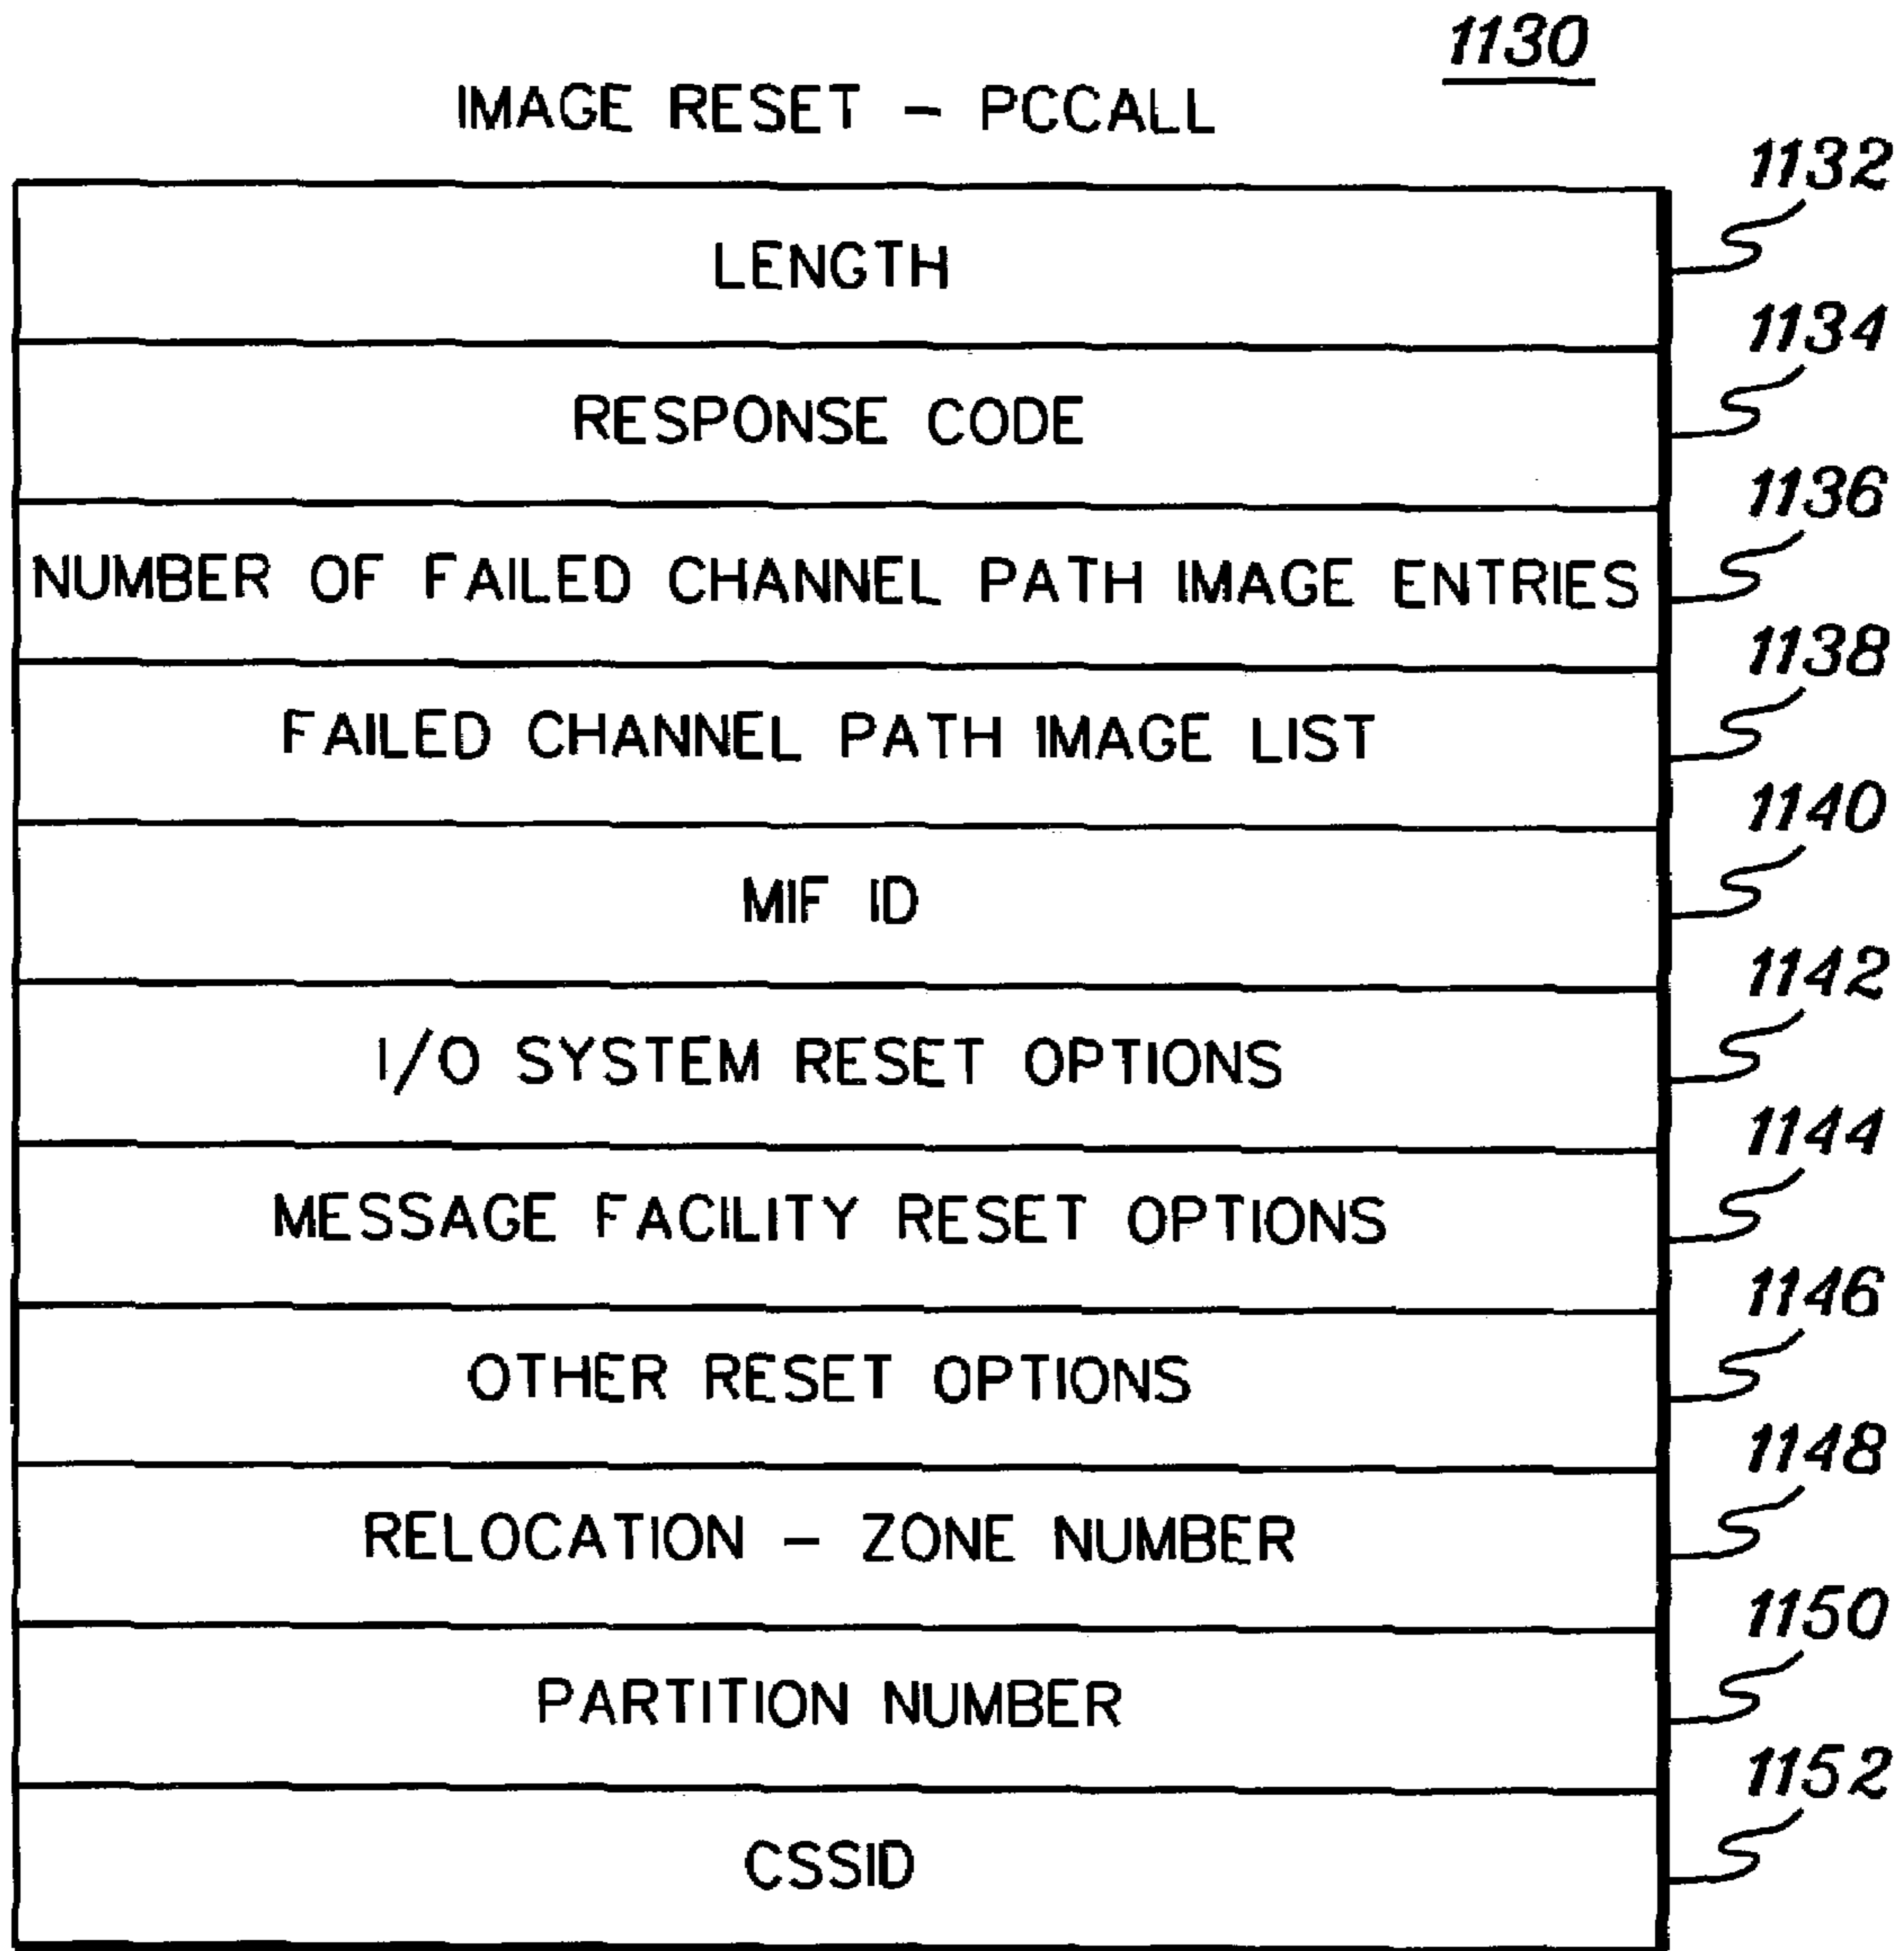 1130
IMAGE RESET - PCCALL
LENGTH
1132
RESPONSE CODE
1134
NUMBER OF FAILED CHANNEL PATH IMAGE ENTRIES
1136
FAILED CHANNEL PATH IMAGE LIST
1138
MIF ID
1140
I/O SYSTEM RESET OPTIONS
1142
MESSAGE FACILITY RESET OPTIONS
1144
OTHER RESET OPTIONS
1146
RELOCATION - ZONE NUMBER
1148
PARTITION NUMBER
1150
CSSID
1152